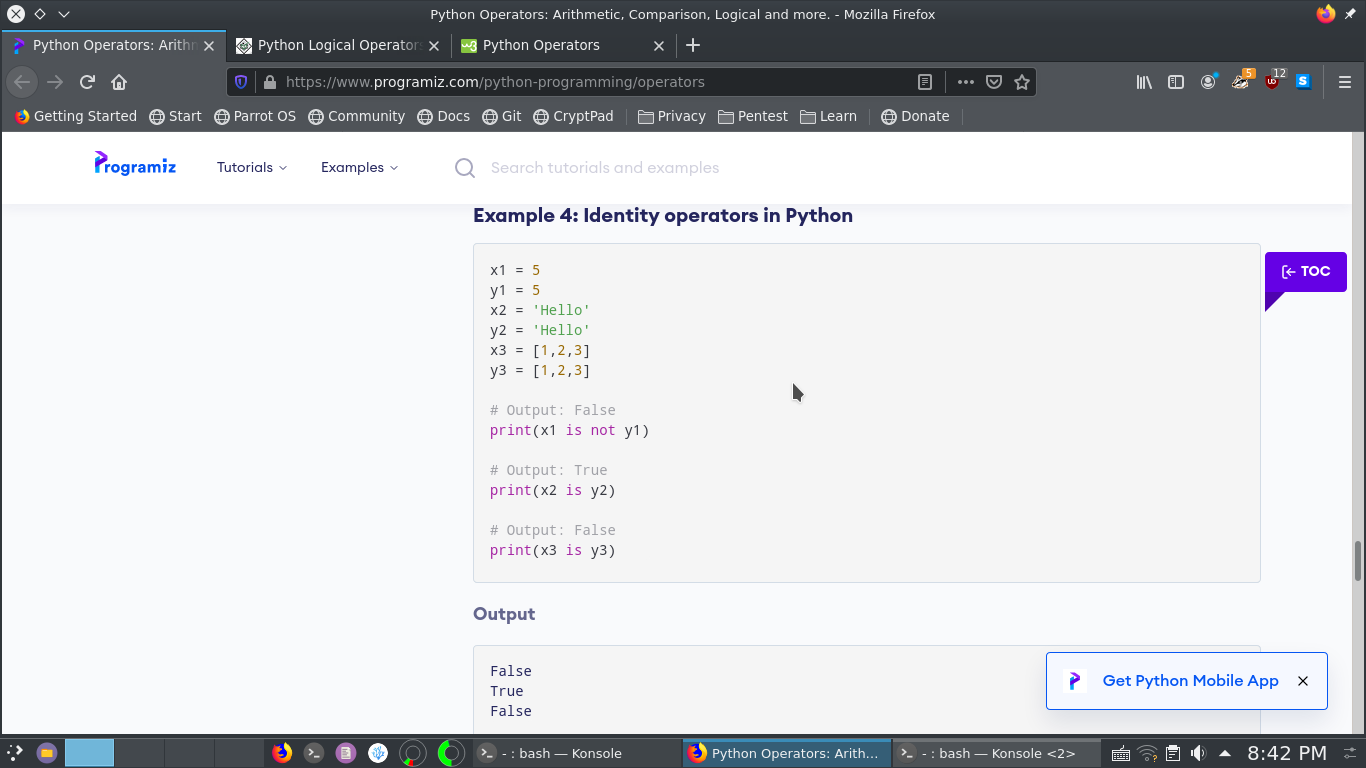 Python Operators: Arithmetic, Comparison, Logical and more. - Mozilla Firefox
Python Operators: Arithm
Python Logical Operators
Python Operators
https://www.programiz.com/python-programming/operators
5
12
S
Getting Started
Start
Parrot OS
Community
Docs
Git
CryptPad
Privacy
Pentest
Learn
Donate
Programiz
Tutorials
Examples
Search tutorials and examples
Example 4: Identity operators in Python
TOC
x1 = 5
y1 = 5
x2 = 'Hello'
y2 = 'Hello'
x3 = [1,2,3]
y3 = [1,2,3]
# Output: False
print(x1 is not y1)
# Output: True
print(x2 is y2)
# Output: False
print(x3 is y3)
Output
False
True
False
Get Python Mobile App
- : bash — Konsole
Python Operators: Arith...
- : bash — Konsole <2>
8:42 PM